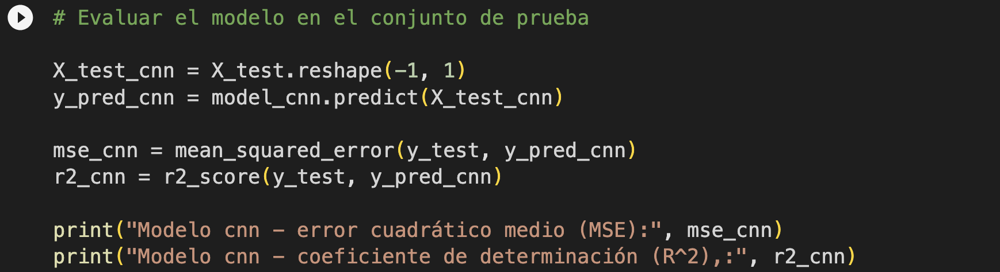 # Evaluar el modelo en el conjunto de prueba
X_test_cnn = X_test.reshape(-1, 1)
y_pred_cnn = model_cnn.predict(X_test_cnn)
mse_cnn = mean_squared_error(y_test, y_pred_cnn)
r2_cnn = r2_score(y_test, y_pred_cnn)
print("Modelo cnn - error cuadrático medio (MSE):", mse_cnn)
print("Modelo cnn - coeficiente de determinación (R^2),:", r2_cnn)